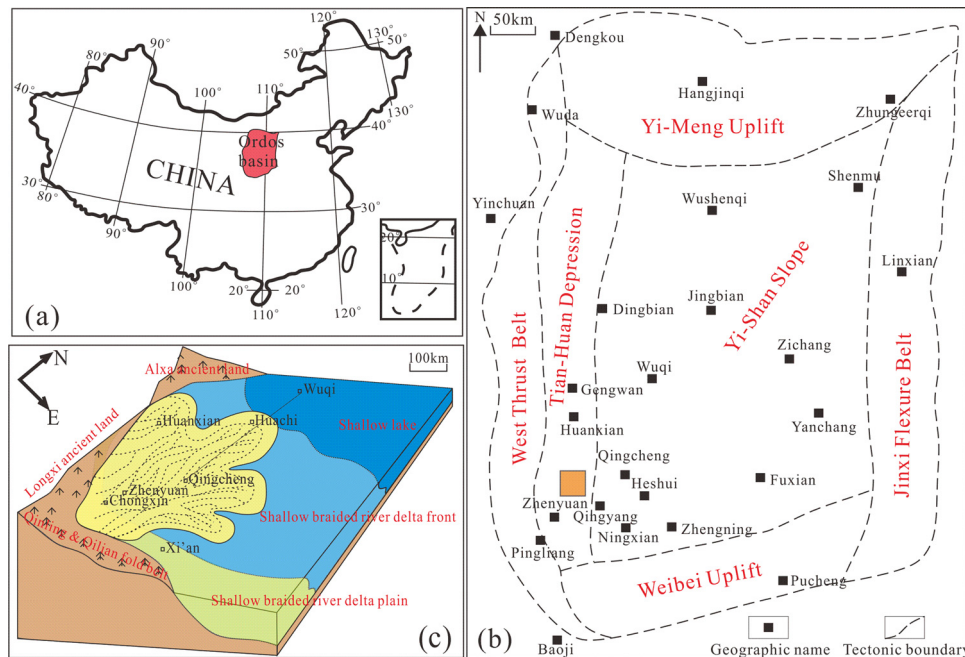 120°
80°
90°
50°
50°
130°
110°
100°
40°
130°
40°
Ordos
basin
CHINA
30°
80°
30°
90°
20°
10°
100°
20°
20°
110°
120°
(a)
N
E
100km
Alxa ancient land
Wuqi
Huanxian
Huachi
Shallow lake
Longxi ancient land
Qingcheng
Zhenyuan
Chongxin
Shallow braided river delta front
Qinling & Qilian fold belt
Xi'an
Shallow braided river delta plain
(c)
N
50km
Dengkou
Hangjinqi
Wuda
Zhungeerqi
Yi-Meng Uplift
Shenmu
Yinchuan
Wushenqi
Linxian
Tian-Huan Depression
Yi-Shan Slope
Dingbian
Jingbian
West Thrust Belt
Zichang
Wuqi
Gengwan
Jinxi Flexure Belt
Huanxian
Yanchang
Qingcheng
Heshui
Fuxian
Zhenyuan
Qihgyang
Ningxian
Zhengning
Pingliang
Weibei Uplift
Pucheng
Baoji
Geographic name
Tectonic boundary
(b)